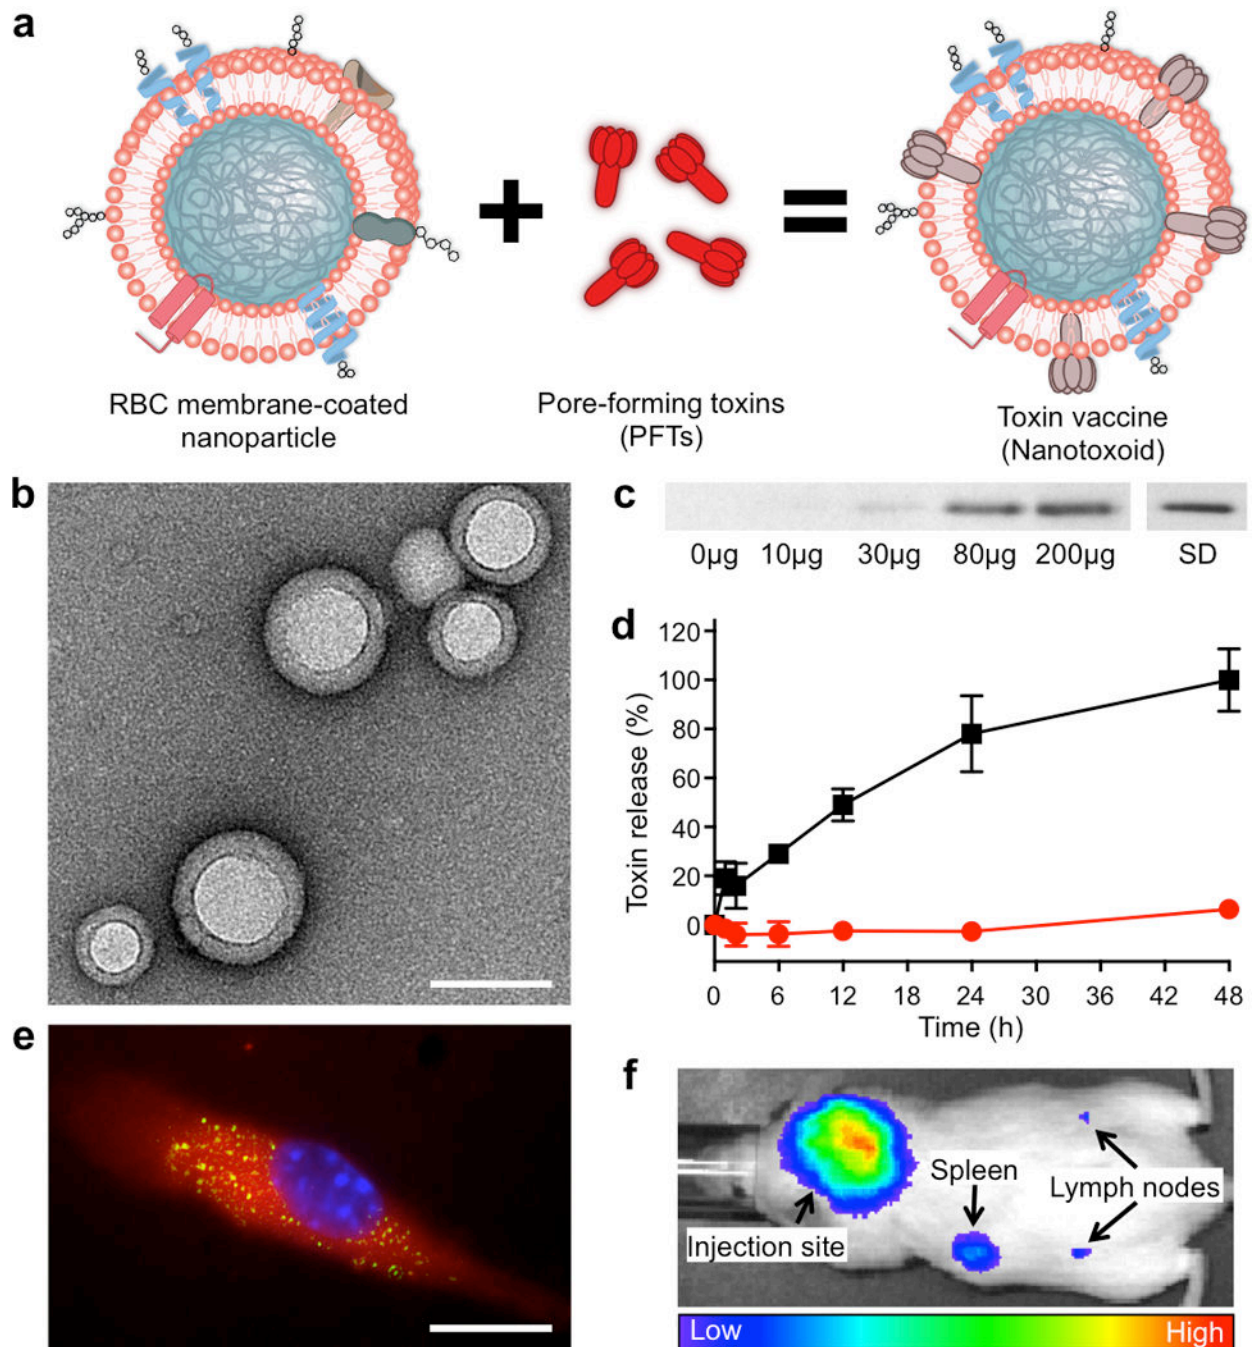 a
RBC membrane-coated
nanoparticle
Pore-forming toxins
(PFTs)
Toxin vaccine
(Nanotoxoid)
b
c
0µg
10µg
30µg
80µg
200µg
SD
d
Toxin release (%)
120
100
80
60
40
20
0
0
6
12
18
24
30
36
42
48
Time (h)
e
f
Spleen
Lymph nodes
Injection site
Low
High